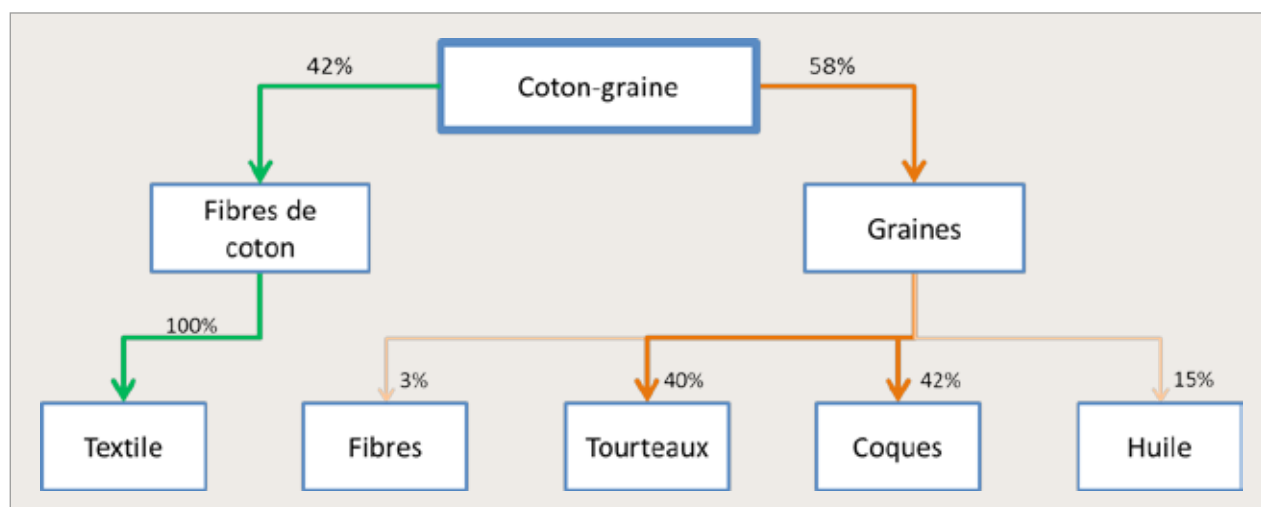 42%
Coton-graine
58%
Fibres de
coton
Graines
100%
3%
40%
42%
15%
Textile
Fibres
Tourteaux
Coques
Huile